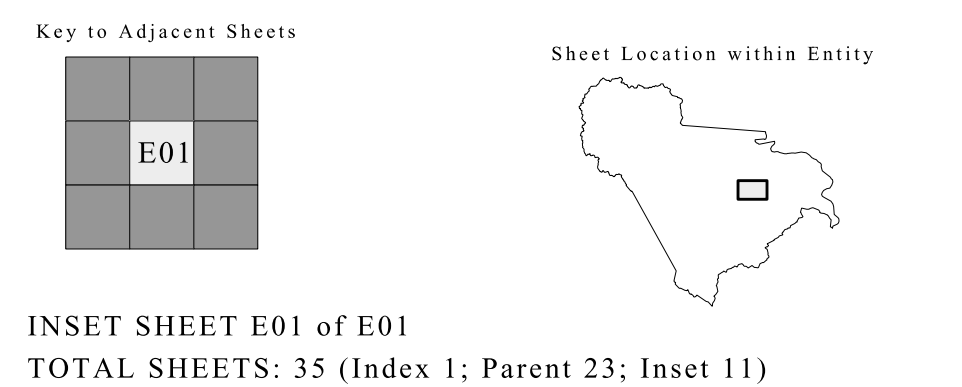 Key to Adjacent Sheets
Sheet Location within Entity
E01
INSET SHEET E01 of E01
TOTAL SHEETS: 35 (Index 1; Parent 23; Inset 11)